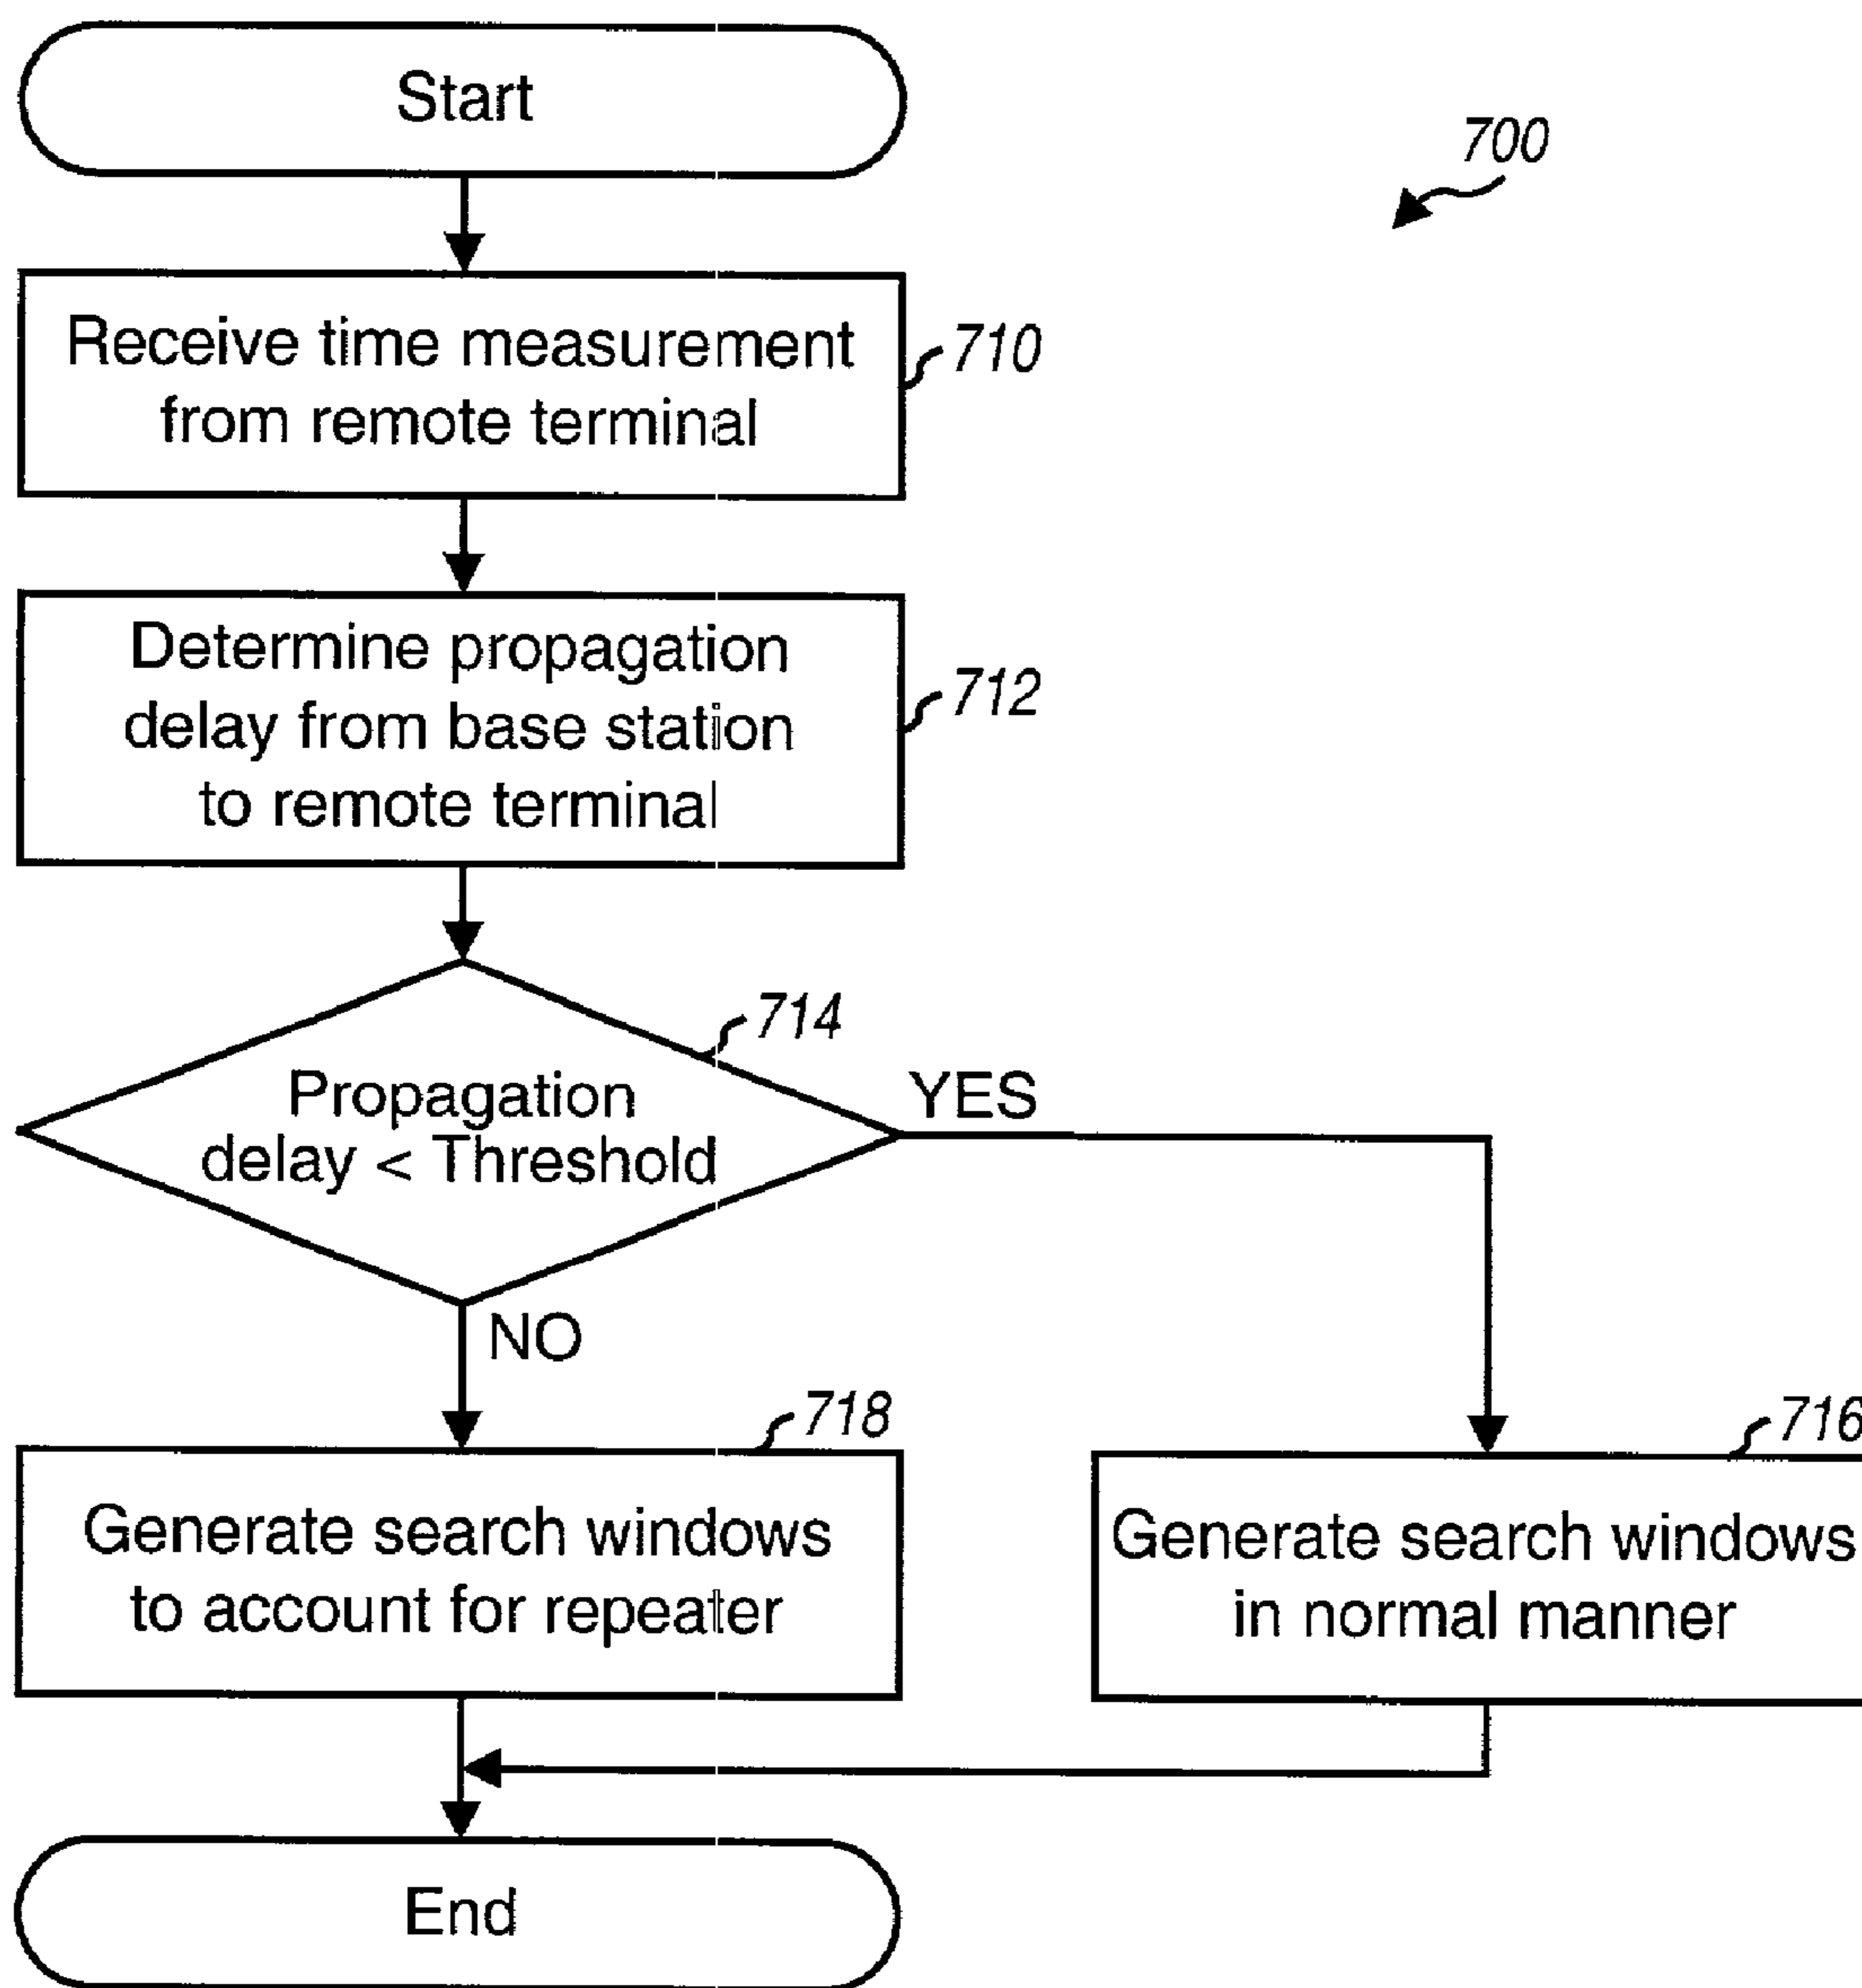 Start
700
Receive time measurement
from remote terminal
710
Determine propagation
delay from base station
to remote terminal
712
714
Propagation
delay < Threshold
YES
NO
718
Generate search windows
to account for repeater
716
Generate search windows
in normal manner
End